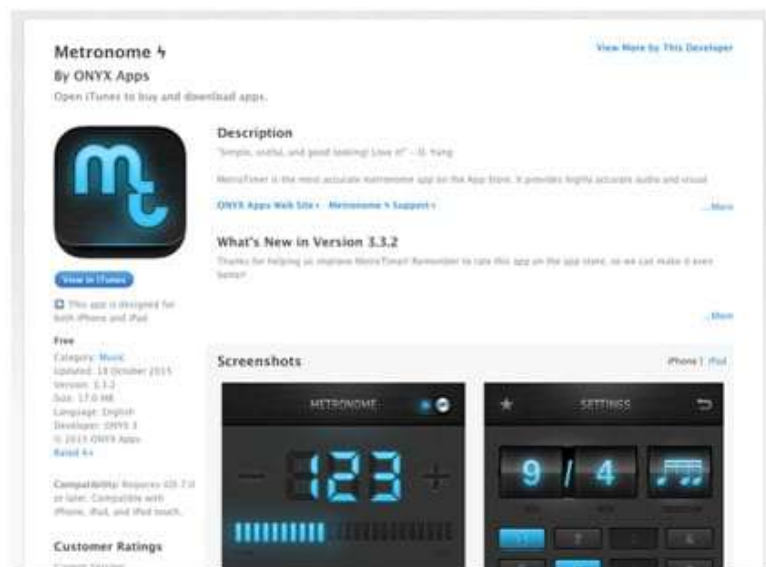 Metronome ϟ
View More by This Developer
By ONYX Apps
Open iTunes to buy and download apps.
Description
"Simple, useful, and good looking! Love it!" – D. Yang
MetroTimer is the most accurate metronome app on the App Store. It provides highly accurate audio and visual
ONYX Apps Web Site
Metronome ϟ Support
...More
What's New in Version 3.3.2
Thanks for helping us improve MetroTimer! Remember to rate this app on the app store, so we can make it even
better!
...More
View in iTunes
This app is designed for
both iPhone and iPad
Free
Category: Music
Updated: 18 October 2015
Version: 3.3.2
Size: 17.0 MB
Language: English
Developer: ONYX 3
© 2015 ONYX Apps
Rated 4+
Compatibility: Requires iOS 7.0
or later. Compatible with
iPhone, iPad, and iPod touch.
Customer Ratings
Screenshots
iPhone | iPad
METRONOME
123
SETTINGS
9 / 4